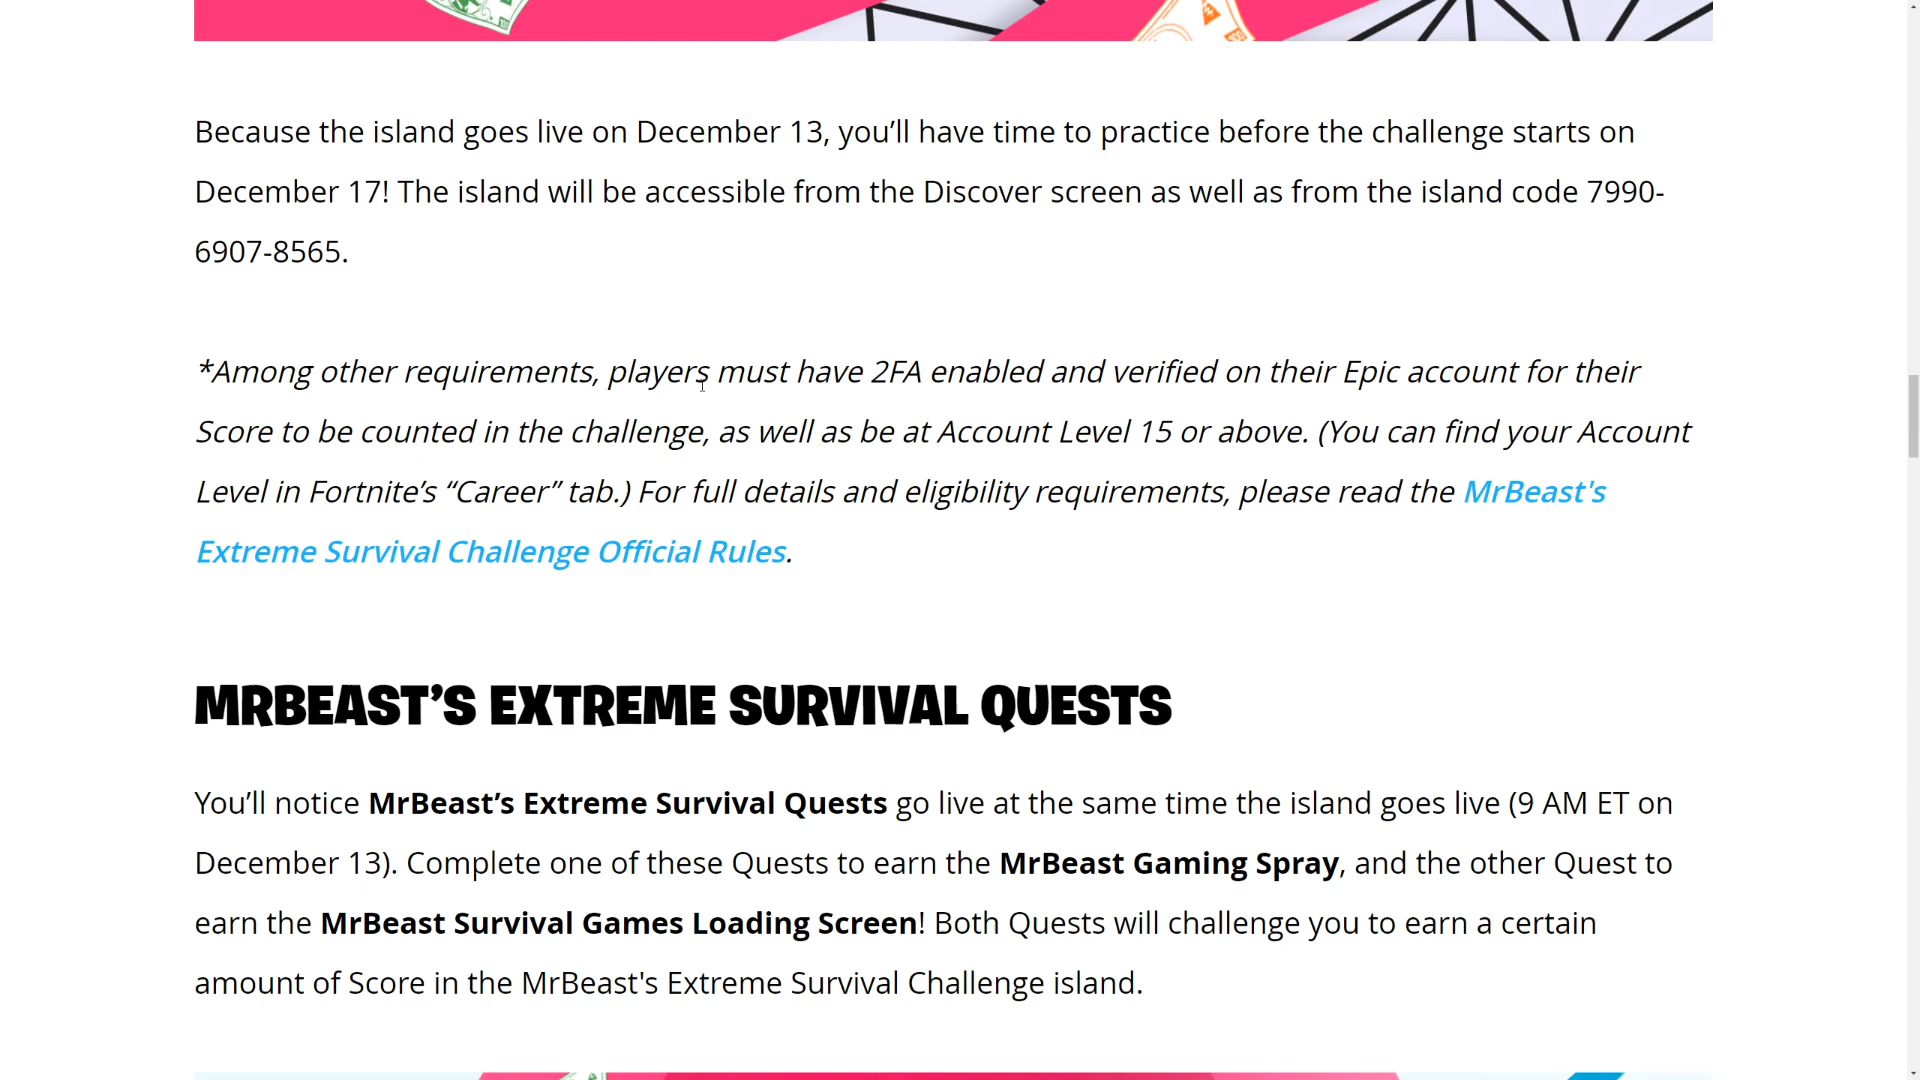 Because the island goes live on December 13, you’ll have time to practice before the challenge starts on
December 17! The island will be accessible from the Discover screen as well as from the island code 7990-
6907-8565.
*Among other requirements, players must have 2FA enabled and verified on their Epic account for their
Score to be counted in the challenge, as well as be at Account Level 15 or above. (You can find your Account
Level in Fortnite’s “Career” tab.) For full details and eligibility requirements, please read the MrBeast's
Extreme Survival Challenge Official Rules.
MRBEAST’S EXTREME SURVIVAL QUESTS
You’ll notice MrBeast’s Extreme Survival Quests go live at the same time the island goes live (9 AM ET on
December 13). Complete one of these Quests to earn the MrBeast Gaming Spray, and the other Quest to
earn the MrBeast Survival Games Loading Screen! Both Quests will challenge you to earn a certain
amount of Score in the MrBeast's Extreme Survival Challenge island.